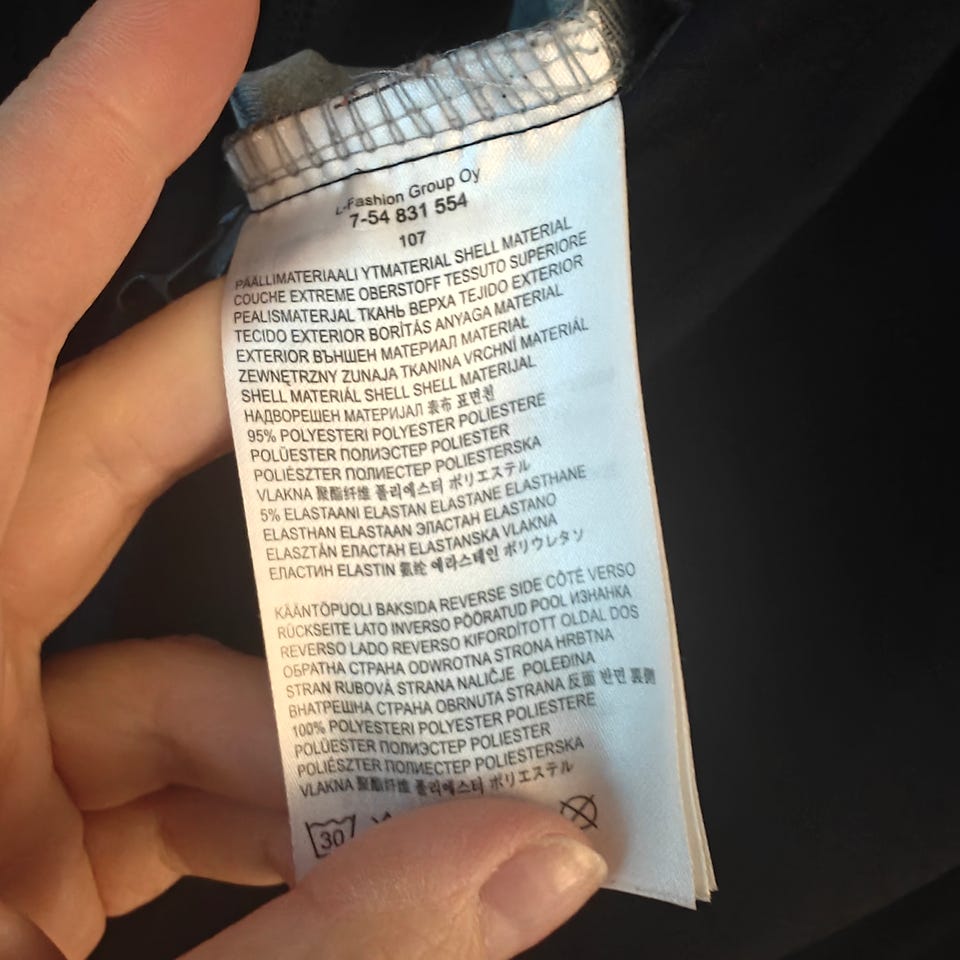 L-Fashion Group Oy
7-54 831 554
107
PÄÄLLIMATERIAALI YTMATERIAL SHELL MATERIAL
COUCHE EXTREME OBERSTOFF TESSUTO SUPERIORE
PEALISMATERJAL ТКАНЬ ВЕРХА TEJIDO EXTERIOR
TECIDO EXTERIOR BORÍTÁS ANYAGA MATERIAL
EXTERIOR ВЪНШЕН МАТЕРИАЛ MATERIAŁ
ZEWNĘTRZNY ZUNAJA TKANINA VRCHNÍ MATERIÁL
SHELL MATERIÁL SHELL SHELL MATERIJAL
НАДВОРЕШЕН МАТЕРИЈАЛ 表布 표면천
95% POLYESTERI POLYESTER POLIESTERE
POLÜESTER ПОЛИЭСТЕР POLIESTER
POLIÉSZTER ПОЛИЕСТЕР POLIESTERSKA
VLAKNA 聚酯纤维 폴리에스터 ポリエステル
5% ELASTAANI ELASTAN ELASTANE ELASTHANE
ELASTHAN ELASTAAN ЭЛАСТАН ELASTANO
ELASZTÁN ЕЛАСТАН ELASTANSKA VLAKNA
ЕЛАСТИН ELASTIN 氨纶 에라스테인 ポリウレタン
KÄÄNTÖPUOLI BAKSIDA REVERSE SIDE CÔTÉ VERSO
RÜCKSEITE LATO INVERSO PÖÖRATUD POOL ИЗНАНКА
REVERSO LADO REVERSO KIFORDÍTOTT OLDAL DOS
ОБРАТНА СТРАНА ODWROTNA STRONA HRBTNA
STRAN RUBOVÁ STRANA NALIČJE POLEĐINA
ВНАТРЕШНА СТРАНА OBRNUTA STRANA 反面 반면 裏側
100% POLYESTERI POLYESTER POLIESTERE
POLÜESTER ПОЛИЭСТЕР POLIESTER
POLIÉSZTER ПОЛИЕСТЕР POLIESTERSKA
VLAKNA 聚酯纤维 폴리에스터 ポリエステル
30